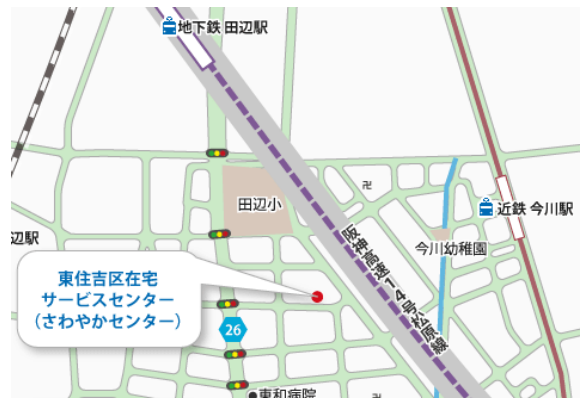 地下鉄 田辺駅
田辺小
卍
近鉄 今川駅
今川幼稚園
辺駅
阪神高速14号松原線
東住吉区在宅
サービスセンター
(さわやかセンター)
26
卍
東和病院